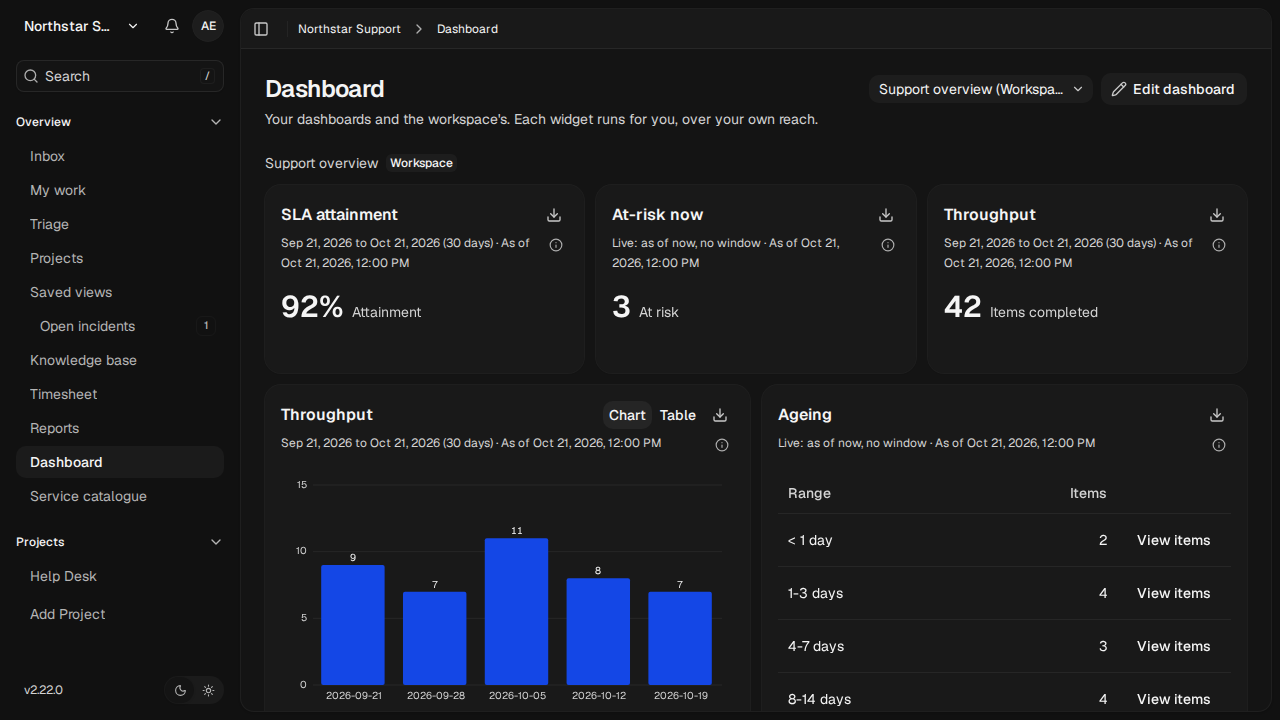 Northstar S...
AE
Search
/
Overview
Inbox
My work
Triage
Projects
Saved views
Open incidents
1
Knowledge base
Timesheet
Reports
Dashboard
Service catalogue
Projects
Help Desk
Add Project
v2.22.0
Northstar Support
Dashboard
Dashboard
Support overview (Workspa...
Edit dashboard
Your dashboards and the workspace's. Each widget runs for you, over your own reach.
Support overview
Workspace
SLA attainment
Sep 21, 2026 to Oct 21, 2026 (30 days) · As of
Oct 21, 2026, 12:00 PM
92% Attainment
At-risk now
Live: as of now, no window · As of Oct 21,
2026, 12:00 PM
3 At risk
Throughput
Sep 21, 2026 to Oct 21, 2026 (30 days) · As of
Oct 21, 2026, 12:00 PM
42 Items completed
Throughput
Chart
Table
Sep 21, 2026 to Oct 21, 2026 (30 days) · As of Oct 21, 2026, 12:00 PM
15
10
5
0
9
7
11
8
7
2026-09-21
2026-09-28
2026-10-05
2026-10-12
2026-10-19
Ageing
Live: as of now, no window · As of Oct 21, 2026, 12:00 PM
Range Items
< 1 day 2 View items
1-3 days 4 View items
4-7 days 3 View items
8-14 days 4 View items